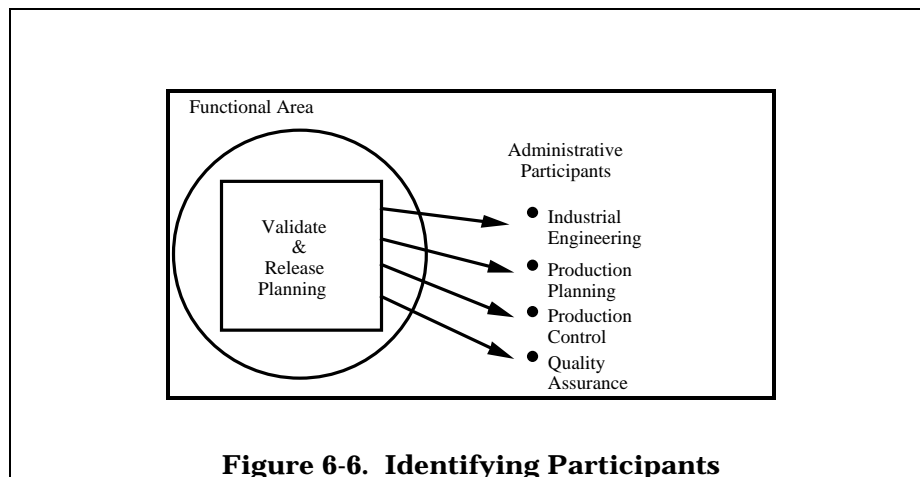 Functional Area
Administrative
Participants
Validate
&
Release
Planning
● Industrial
Engineering
● Production
Planning
● Production
Control
● Quality
Assurance
Figure 6-6. Identifying Participants